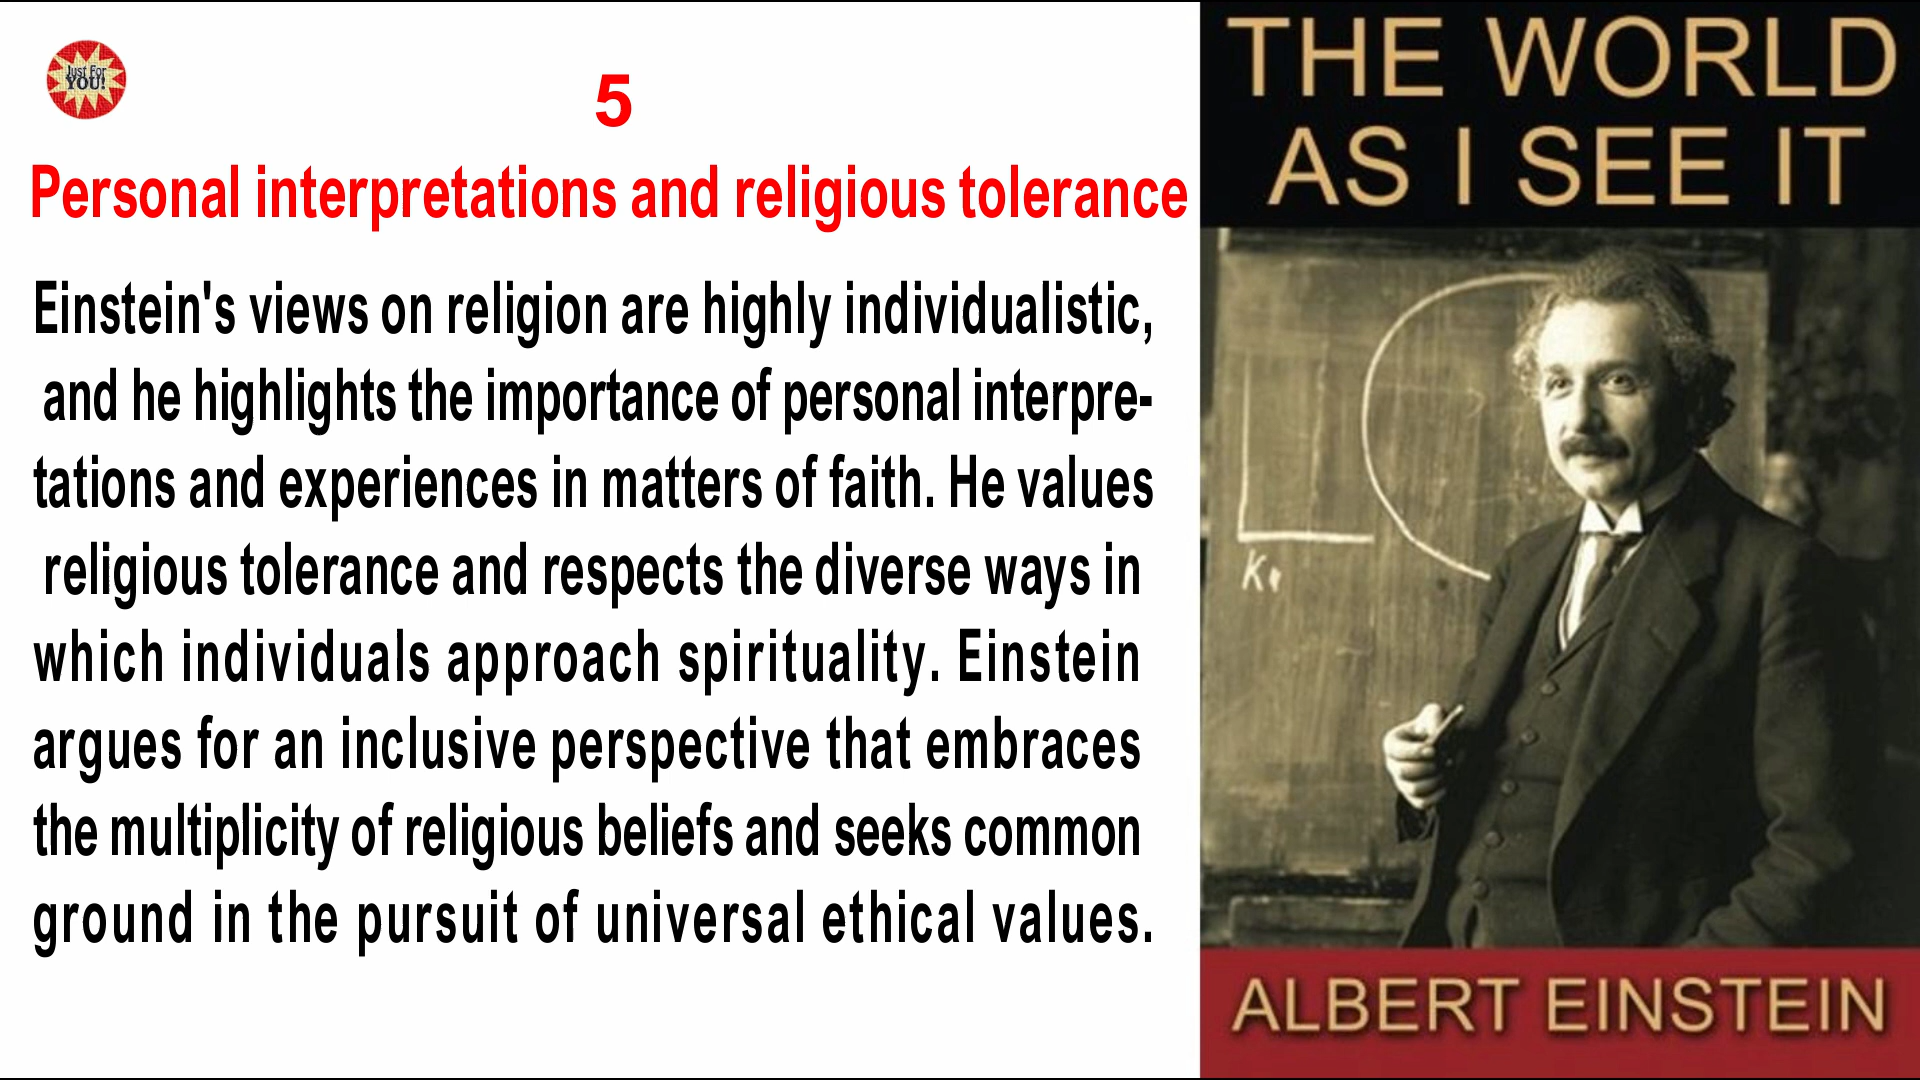 Just For
YOU!
5
Personal interpretations and religious tolerance
Einstein's views on religion are highly individualistic,
and he highlights the importance of personal interpre-
tations and experiences in matters of faith. He values
religious tolerance and respects the diverse ways in
which individuals approach spirituality. Einstein
argues for an inclusive perspective that embraces
the multiplicity of religious beliefs and seeks common
ground in the pursuit of universal ethical values.
THE WORLD
AS I SEE IT
K
ALBERT EINSTEIN